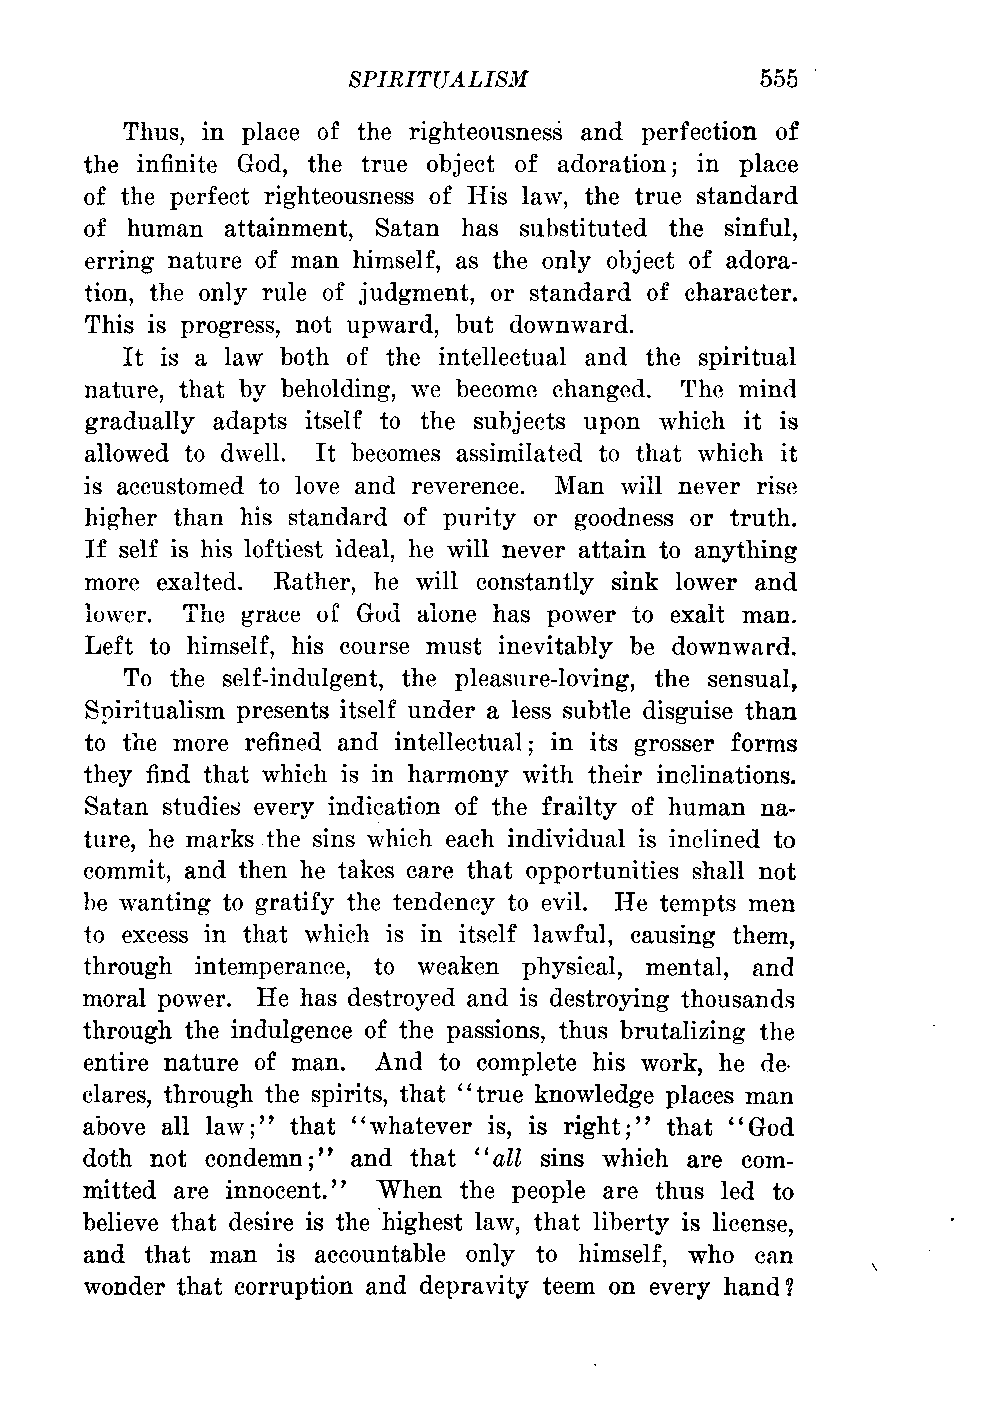 SPIRITUALISM 555
Thus, in place of the righteousness and perfection of
the infinite God, the true object of adoration; in place
of the perfect righteousness of His law, the true standard
of human attainment, Satan has substituted the sinful,
erring nature of man himself, as the only object of adora-
tion, the only rule of judgment, or standard of character.
This is progress, not upward, but downward.
It is a law both of the intellectual and the spiritual
nature, that by beholding, we become changed. The mind
gradually adapts itself to the subjects upon which it is
allowed to dwell. It becomes assimilated to that which it
is accustomed to love and reverence. Man will never rise
higher than his standard of purity or goodness or truth.
If self is his loftiest ideal, he will never attain to anything
more exalted. Rather, he will constantly sink lower and
lower. The grace of God alone has power to exalt man.
Left to himself, his course must inevitably be downward.
To the self-indulgent, the pleasure-loving, the sensual,
Spiritualism presents itself under a less subtle disguise than
to the more refined and intellectual; in its grosser forms
they find that which is in harmony with their inclinations.
Satan studies every indication of the frailty of human na-
ture, he marks the sins which each individual is inclined to
commit, and then he takes care that opportunities shall not
be wanting to gratify the tendency to evil. He tempts men
to excess in that which is in itself lawful, causing them,
through intemperance, to weaken physical, mental, and
moral power. He has destroyed and is destroying thousands
through the indulgence of the passions, thus brutalizing the
entire nature of man. And to complete his work, he de-
clares, through the spirits, that "true knowledge places man
above all law;" that "whatever is, is right;" that "God
doth not condemn;" and that "all sins which are com-
mitted are innocent." When the people are thus led to
believe that desire is the highest law, that liberty is license,
and that man is accountable only to himself, who can
wonder that corruption and depravity teem on every hand?